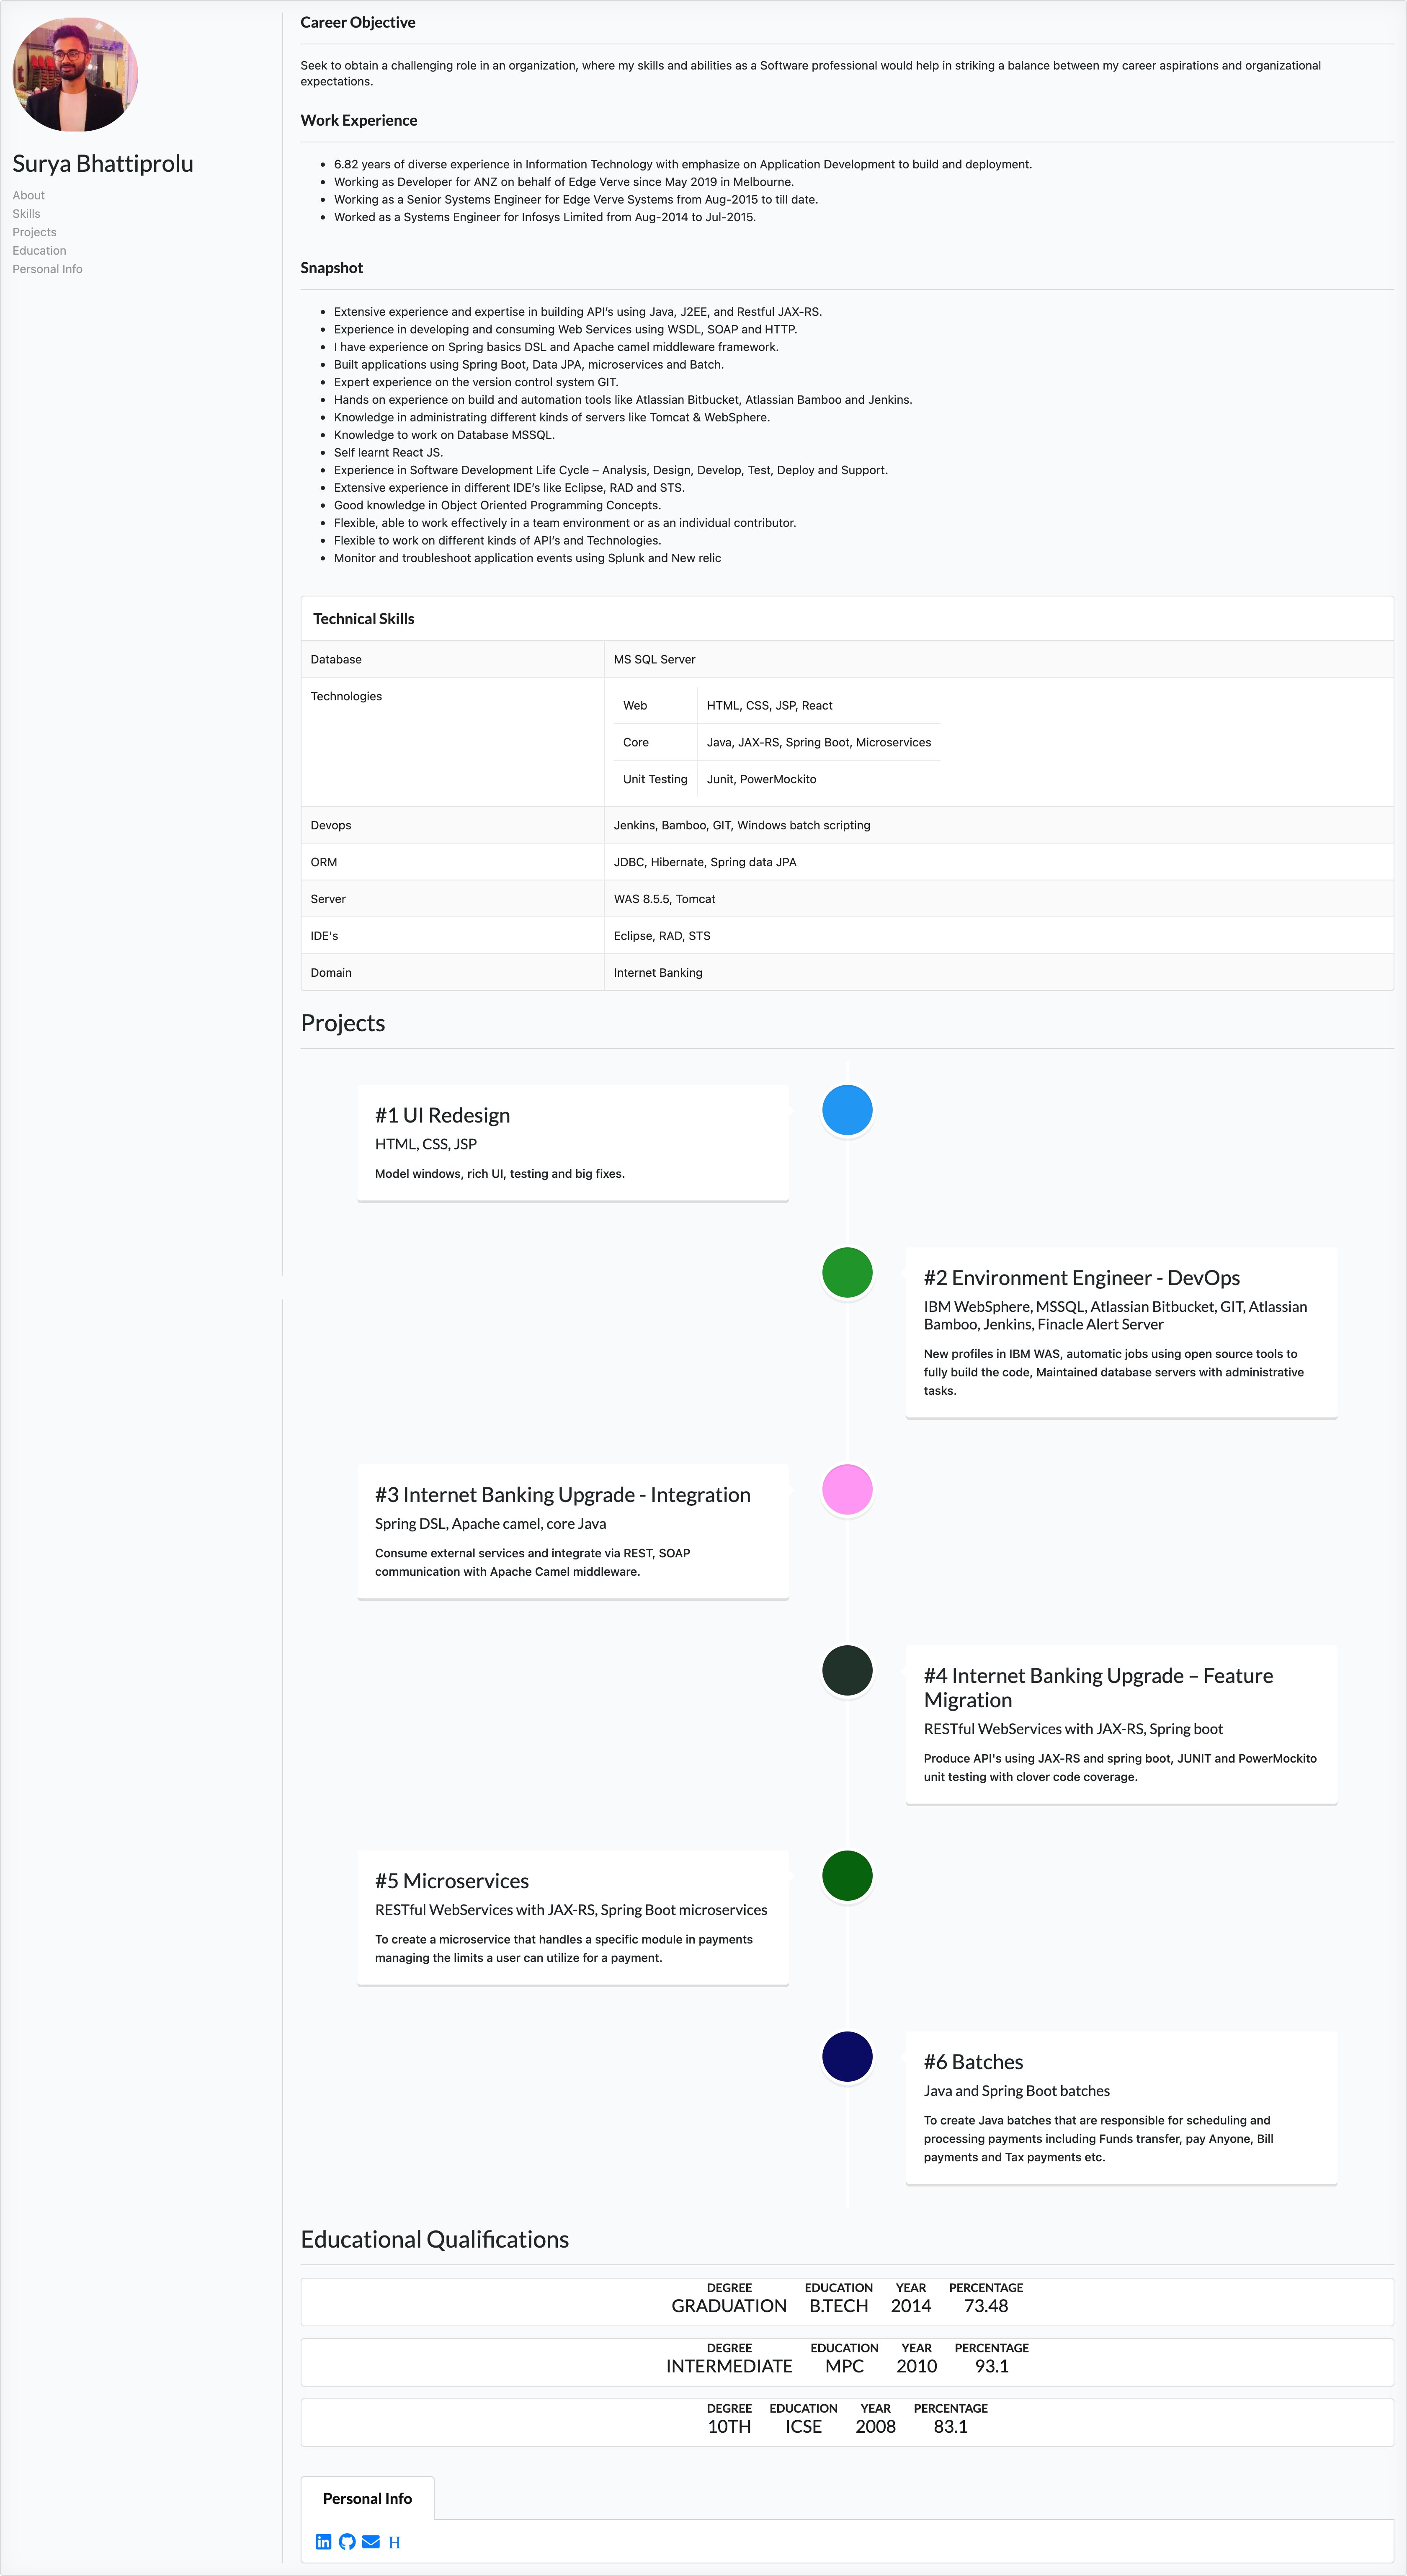 Surya Bhattiprolu
About
Skills
Projects
Education
Personal Info
Career Objective
Seek to obtain a challenging role in an organization, where my skills and abilities as a Software professional would help in striking a balance between my career aspirations and organizational
expectations.
Work Experience
6.82 years of diverse experience in Information Technology with emphasize on Application Development to build and deployment.
Working as Developer for ANZ on behalf of Edge Verve since May 2019 in Melbourne.
Working as a Senior Systems Engineer for Edge Verve Systems from Aug-2015 to till date.
Worked as a Systems Engineer for Infosys Limited from Aug-2014 to Jul-2015.
Snapshot
Extensive experience and expertise in building API's using Java, J2EE, and Restful JAX-RS.
Experience in developing and consuming Web Services using WSDL, SOAP and HTTP.
I have experience on Spring basics DSL and Apache camel middleware framework.
Built applications using Spring Boot, Data JPA, microservices and Batch.
Expert experience on the version control system GIT.
Hands on experience on build and automation tools like Atlassian Bitbucket, Atlassian Bamboo and Jenkins.
Knowledge in administrating different kinds of servers like Tomcat & WebSphere.
Knowledge to work on Database MSSQL.
Self learnt React JS.
Experience in Software Development Life Cycle – Analysis, Design, Develop, Test, Deploy and Support.
Extensive experience in different IDE's like Eclipse, RAD and STS.
Good knowledge in Object Oriented Programming Concepts.
Flexible, able to work effectively in a team environment or as an individual contributor.
Flexible to work on different kinds of API's and Technologies.
Monitor and troubleshoot application events using Splunk and New relic
Technical Skills
Database MS SQL Server
Technologies
Web HTML, CSS, JSP, React
Core Java, JAX-RS, Spring Boot, Microservices
Unit Testing Junit, PowerMockito
Devops Jenkins, Bamboo, GIT, Windows batch scripting
ORM JDBC, Hibernate, Spring data JPA
Server WAS 8.5.5, Tomcat
IDE's Eclipse, RAD, STS
Domain Internet Banking
Projects
#1 UI Redesign
HTML, CSS, JSP
Model windows, rich UI, testing and big fixes.
#2 Environment Engineer - DevOps
IBM WebSphere, MSSQL, Atlassian Bitbucket, GIT, Atlassian
Bamboo, Jenkins, Finacle Alert Server
New profiles in IBM WAS, automatic jobs using open source tools to
fully build the code, Maintained database servers with administrative
tasks.
#3 Internet Banking Upgrade - Integration
Spring DSL, Apache camel, core Java
Consume external services and integrate via REST, SOAP
communication with Apache Camel middleware.
#4 Internet Banking Upgrade – Feature
Migration
RESTful WebServices with JAX-RS, Spring boot
Produce API's using JAX-RS and spring boot, JUNIT and PowerMockito
unit testing with clover code coverage.
#5 Microservices
RESTful WebServices with JAX-RS, Spring Boot microservices
To create a microservice that handles a specific module in payments
managing the limits a user can utilize for a payment.
#6 Batches
Java and Spring Boot batches
To create Java batches that are responsible for scheduling and
processing payments including Funds transfer, pay Anyone, Bill
payments and Tax payments etc.
Educational Qualifications
DEGREE EDUCATION YEAR PERCENTAGE
GRADUATION B.TECH 2014 73.48
DEGREE EDUCATION YEAR PERCENTAGE
INTERMEDIATE MPC 2010 93.1
DEGREE EDUCATION YEAR PERCENTAGE
10TH ICSE 2008 83.1
Personal Info
in H